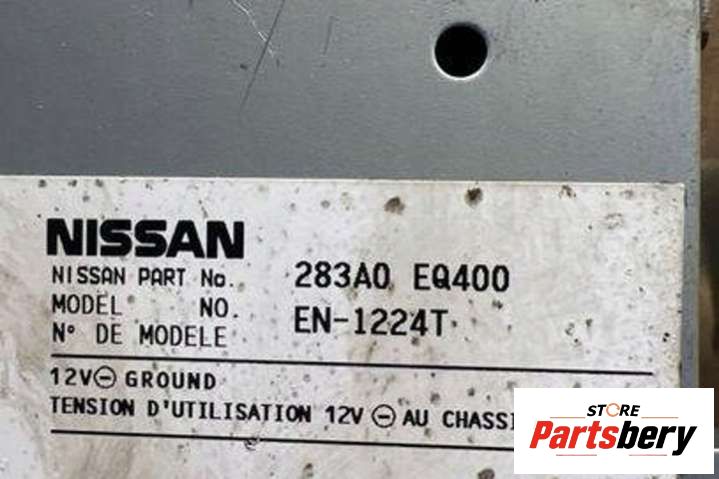 NISSAN
NISSAN PART No. 283A0 EQ400
MODEL NO. EN-1224T
N° DE MODELE
12V⊖ GROUND
TENSION D'UTILISATION 12V ⊖ AU CHASSI
STORE
Partsbery